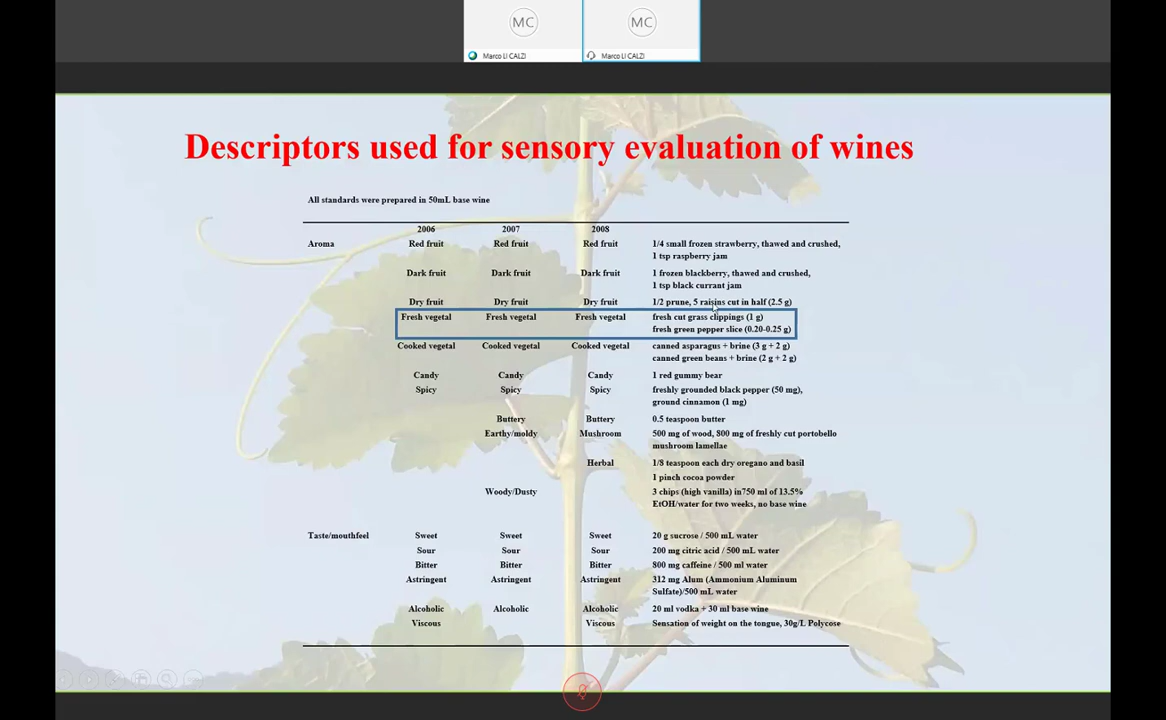 MC MC
Marco LI CALZI Marco LI CALZI
Descriptors used for sensory evaluation of wines
All standards were prepared in 50mL base wine
2006 2007 2008
Aroma Red fruit Red fruit Red fruit 1/4 small frozen strawberry, thawed and crushed,
1 tsp raspberry jam
Dark fruit Dark fruit Dark fruit 1 frozen blackberry, thawed and crushed,
1 tsp black currant jam
Dry fruit Dry fruit Dry fruit 1/2 prune, 5 raisins cut in half (2.5 g)
Fresh vegetal Fresh vegetal Fresh vegetal fresh cut grass clippings (1 g)
fresh green pepper slice (0.20-0.25 g)
Cooked vegetal Cooked vegetal Cooked vegetal canned asparagus + brine (3 g + 2 g)
canned green beans + brine (2 g + 2 g)
Candy Candy Candy 1 red gummy bear
Spicy Spicy Spicy freshly grounded black pepper (50 mg),
ground cinnamon (1 mg)
Buttery Buttery 0.5 teaspoon butter
Earthy/moldy Mushroom 500 mg of wood, 800 mg of freshly cut portobello
mushroom lamellae
Herbal 1/8 teaspoon each dry oregano and basil
1 pinch cocoa powder
Woody/Dusty 3 chips (high vanilla) in750 ml of 13.5%
EtOH/water for two weeks, no base wine
Taste/mouthfeel Sweet Sweet Sweet 20 g sucrose / 500 mL water
Sour Sour Sour 200 mg citric acid / 500 mL water
Bitter Bitter Bitter 800 mg caffeine / 500 ml water
Astringent Astringent Astringent 312 mg Alum (Ammonium Aluminum
Sulfate)/500 mL water
Alcoholic Alcoholic Alcoholic 20 ml vodka + 30 ml base wine
Viscous Viscous Sensation of weight on the tongue, 30g/L Polycose